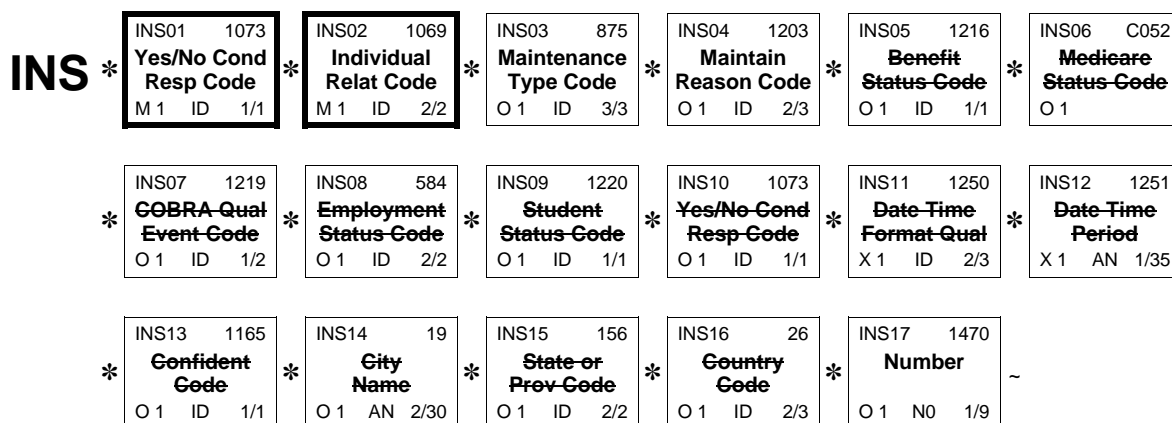 INS * INS01 1073 * INS02 1069 * INS03 875 * INS04 1203 * INS05 1216 * INS06 C052
Yes/No Cond Individual Maintenance Maintain Benefit Medicare
Resp Code Relat Code Type Code Reason Code Status Code Status Code
M 1 ID 1/1 M 1 ID 2/2 O 1 ID 3/3 O 1 ID 2/3 O 1 ID 1/1 O 1
* INS07 1219 * INS08 584 * INS09 1220 * INS10 1073 * INS11 1250 * INS12 1251
COBRA Qual Employment Student Yes/No Cond Date Time Date Time
Event Code Status Code Status Code Resp Code Format Qual Period
O 1 ID 1/2 O 1 ID 2/2 O 1 ID 1/1 O 1 ID 1/1 X 1 ID 2/3 X 1 AN 1/35
* INS13 1165 * INS14 19 * INS15 156 * INS16 26 * INS17 1470 ~
Confident City State or Country Number
Code Name Prov Code Code
O 1 ID 1/1 O 1 AN 2/30 O 1 ID 2/2 O 1 ID 2/3 O 1 N0 1/9